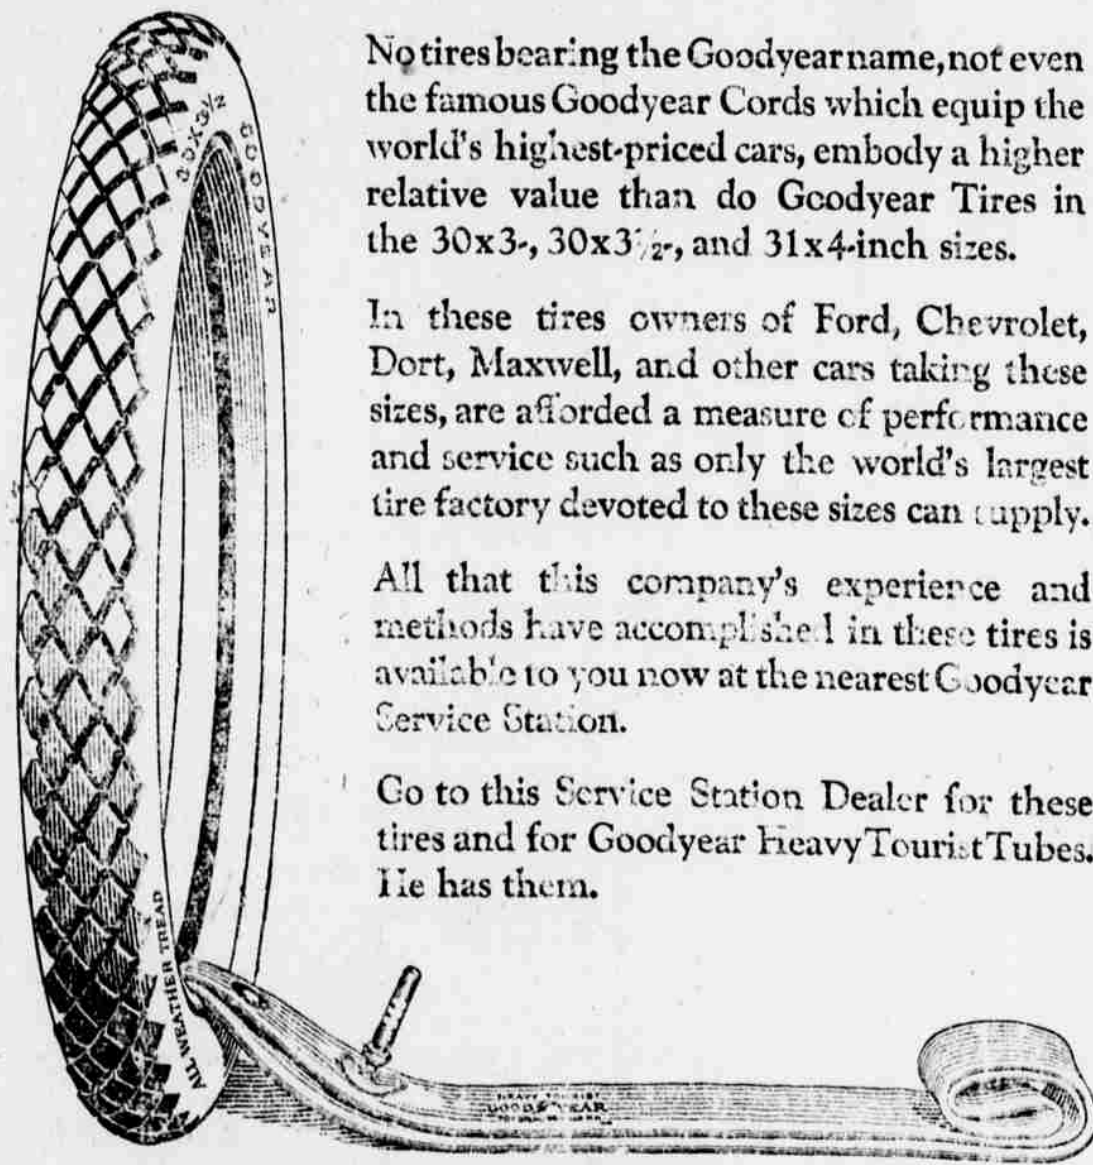 No tires bearing the Goodyear name, not even
the famous Goodyear Cords which equip the
world's highest-priced cars, embody a higher
relative value than do Goodyear Tires in
the 30x3-, 30x3½-, and 31x4-inch sizes.
In these tires owners of Ford, Chevrolet,
Dort, Maxwell, and other cars taking these
sizes, are afforded a measure of performance
and service such as only the world's largest
tire factory devoted to these sizes can supply.
All that this company's experience and
methods have accomplished in these tires is
available to you now at the nearest Goodyear
Service Station.
Go to this Service Station Dealer for these
tires and for Goodyear Heavy Tourist Tubes.
He has them.
30X3½ GOODYEAR
ALL WEATHER TREAD
HEAVY TOURIST
GOODYEAR